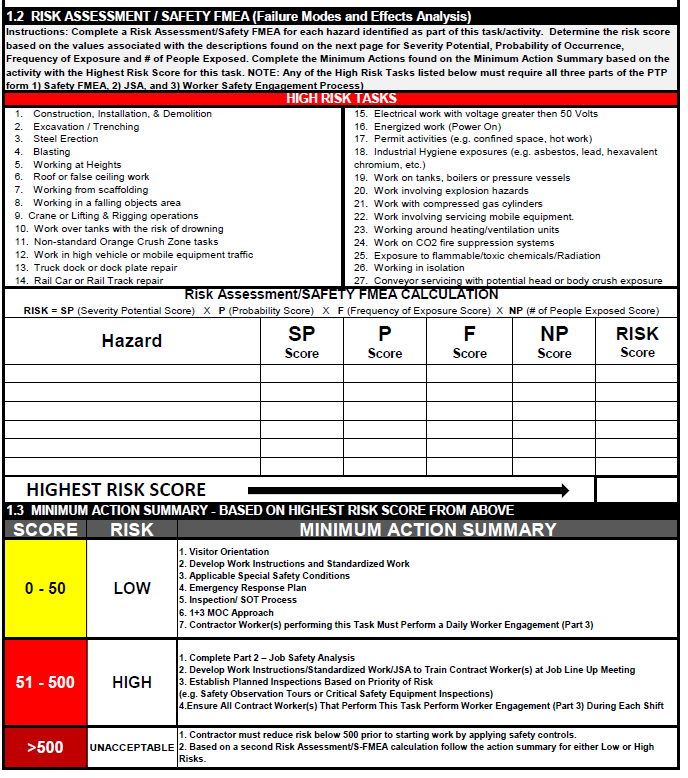 1.2 RISK ASSESSMENT / SAFETY FMEA (Failure Modes and Effects Analysis)
Instructions: Complete a Risk Assessment/Safety FMEA for each hazard identified as part of this task/activity. Determine the risk score
based on the values associated with the descriptions found on the next page for Severity Potential, Probability of Occurrence,
Frequency of Exposure and # of People Exposed. Complete the Minimum Actions found on the Minimum Action Summary based on the
activity with the Highest Risk Score for this task. NOTE: Any of the High Risk Tasks listed below must require all three parts of the PTP
form 1) Safety FMEA, 2) JSA, and 3) Worker Safety Engagement Process)
HIGH RISK TASKS
1. Construction, Installation, & Demolition
2. Excavation / Trenching
3. Steel Erection
4. Blasting
5. Working at Heights
6. Roof or false ceiling work
7. Working from scaffolding
8. Working in a falling objects area
9. Crane or Lifting & Rigging operations
10. Work over tanks with the risk of drowning
11. Non-standard Orange Crush Zone tasks
12. Work in high vehicle or mobile equipment traffic
13. Truck dock or dock plate repair
14. Rail Car or Rail Track repair
15. Electrical work with voltage greater then 50 Volts
16. Energized work (Power On)
17. Permit activities (e.g. confined space, hot work)
18. Industrial Hygiene exposures (e.g. asbestos, lead, hexavalent
chromium, etc.)
19. Work on tanks, boilers or pressure vessels
20. Work involving explosion hazards
21. Work with compressed gas cylinders
22. Work involving servicing mobile equipment.
23. Working around heating/ventilation units
24. Work on CO2 fire suppression systems
25. Exposure to flammable/toxic chemicals/Radiation
26. Working in isolation
27. Conveyor servicing with potential head or body crush exposure
Risk Assessment/SAFETY FMEA CALCULATION
RISK = SP (Severity Potential Score) X P (Probability Score) X F (Frequency of Exposure Score) X NP (# of People Exposed Score)
Hazard
SP Score
P Score
F Score
NP Score
RISK Score
HIGHEST RISK SCORE
1.3 MINIMUM ACTION SUMMARY - BASED ON HIGHEST RISK SCORE FROM ABOVE
SCORE RISK MINIMUM ACTION SUMMARY
0 - 50
LOW
1. Visitor Orientation
2. Develop Work Instructions and Standardized Work
3. Applicable Special Safety Conditions
4. Emergency Response Plan
5. Inspection/ SOT Process
6. 1+3 MOC Approach
7. Contractor Worker(s) performing this Task Must Perform a Daily Worker Engagement (Part 3)
51 - 500
HIGH
1. Complete Part 2 – Job Safety Analysis
2. Develop Work Instructions/Standardized Work/JSA to Train Contract Worker(s) at Job Line Up Meeting
3. Establish Planned Inspections Based on Priority of Risk
(e.g. Safety Observation Tours or Critical Safety Equipment Inspections)
4.Ensure All Contract Worker(s) That Perform This Task Perform Worker Engagement (Part 3) During Each Shift
>500
UNACCEPTABLE
1. Contractor must reduce risk below 500 prior to starting work by applying safety controls.
2. Based on a second Risk Assessment/S-FMEA calculation follow the action summary for either Low or High
Risks.